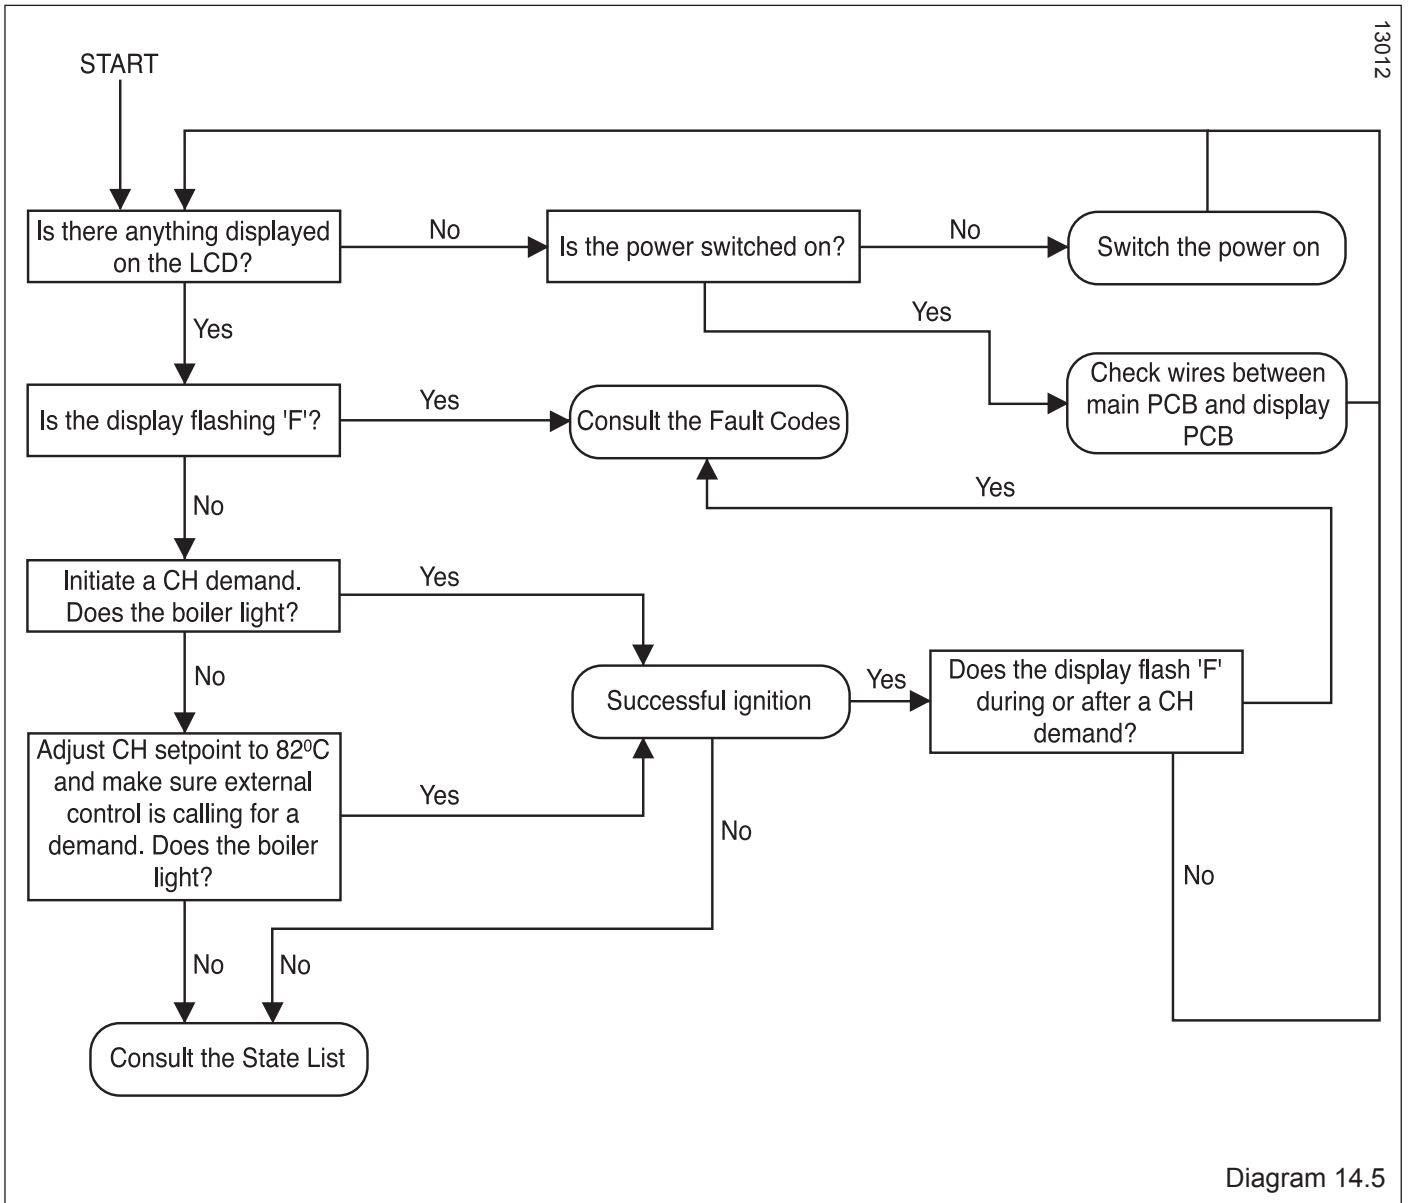 13012
START
Is there anything displayed
on the LCD?
No
Is the power switched on?
No
Switch the power on
Yes
Yes
Check wires between
main PCB and display
PCB
Is the display flashing 'F'?
Yes
Consult the Fault Codes
No
Yes
Initiate a CH demand.
Does the boiler light?
Yes
No
Successful ignition
Yes
Does the display flash 'F'
during or after a CH
demand?
Adjust CH setpoint to 82⁰C
and make sure external
control is calling for a
demand. Does the boiler
light?
Yes
No
No
No
No
Consult the State List
Diagram 14.5